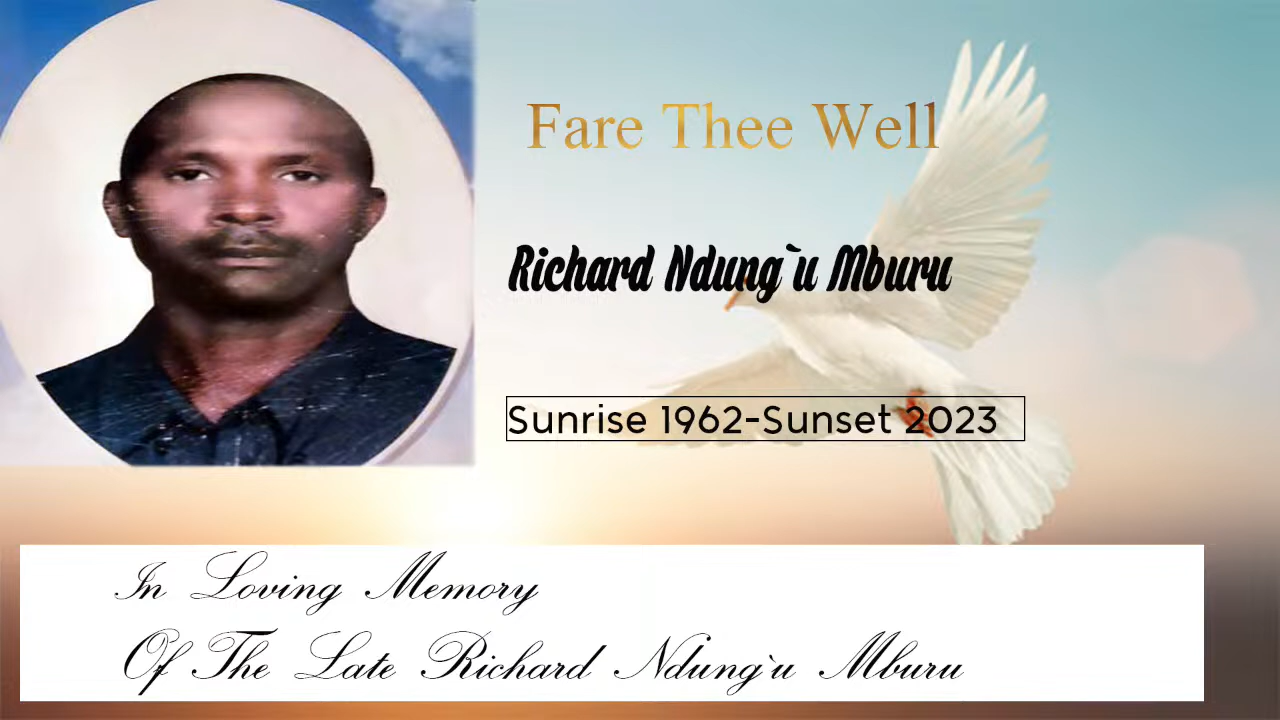 Fare Thee Well
Richard Ndung`u Mburu
Sunrise 1962-Sunset 2023
In Loving Memory
Of The Late Richard Ndung`u Mburu